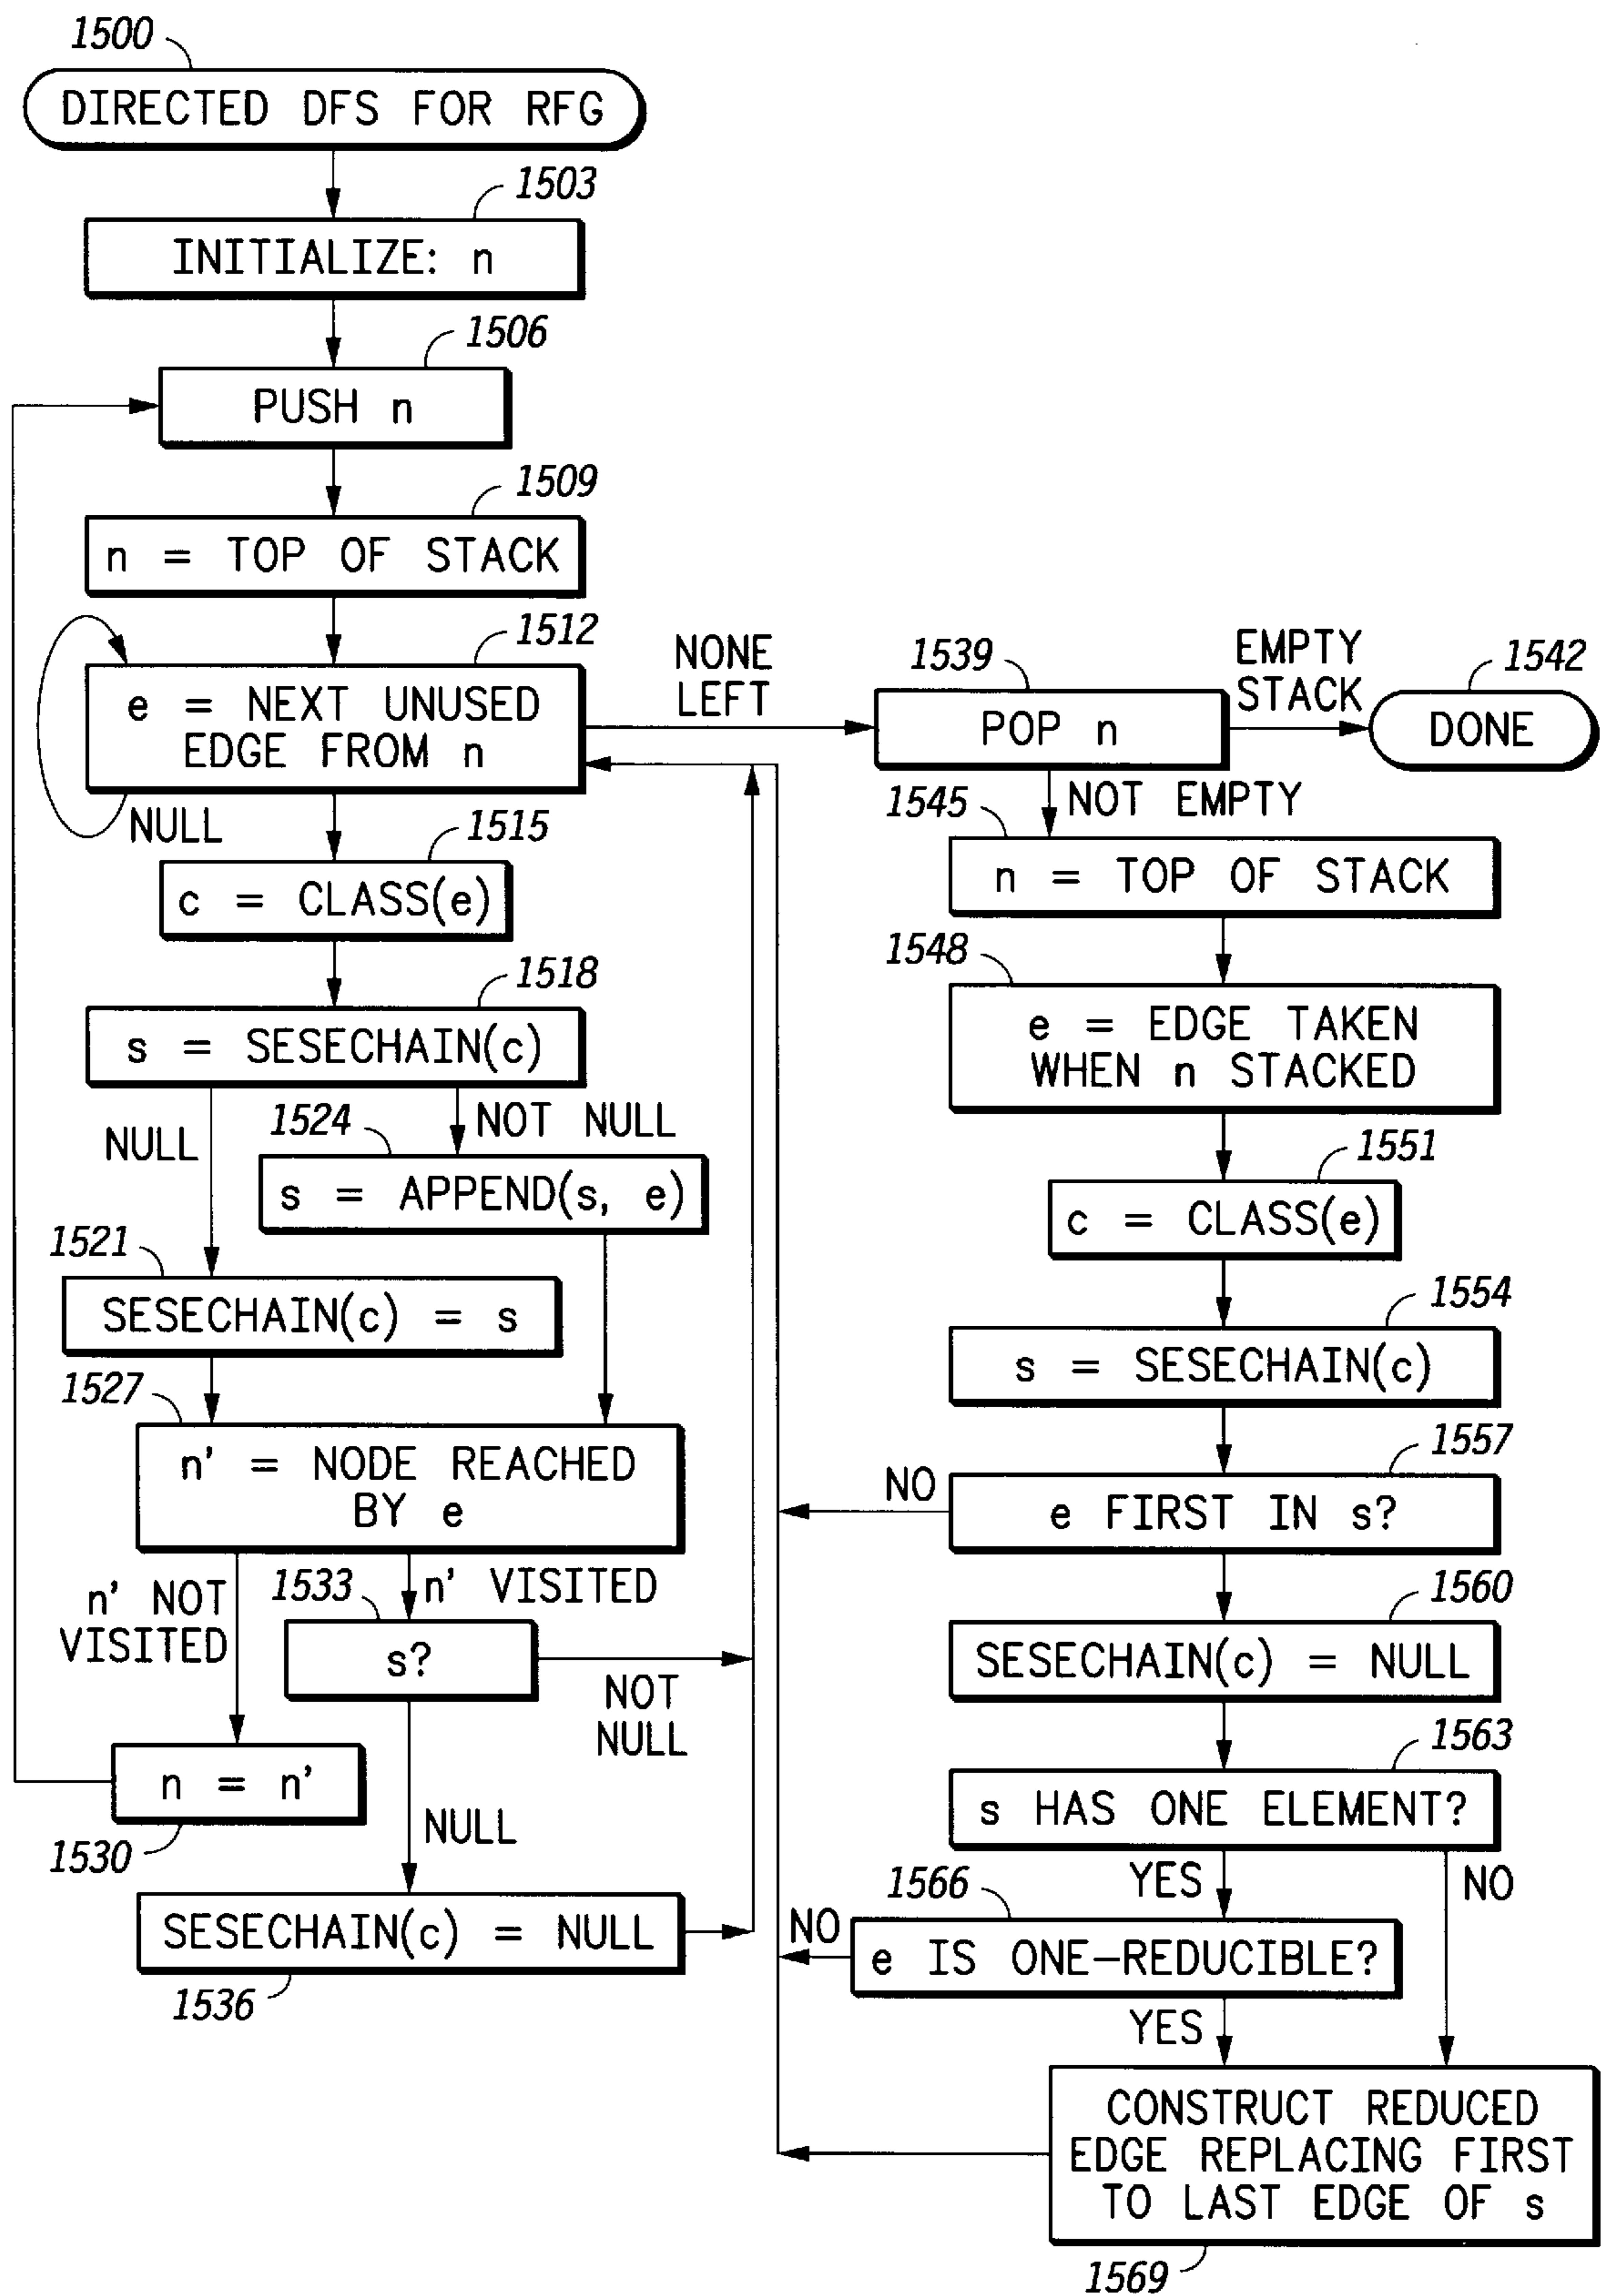 1500
DIRECTED DFS FOR RFG
1503
INITIALIZE: n
1506
PUSH n
1509
n = TOP OF STACK
1512
e = NEXT UNUSED
EDGE FROM n
NULL
NONE
LEFT
1539
POP n
EMPTY
STACK
1542
DONE
1515
c = CLASS(e)
1518
s = SESECHAIN(c)
NULL
1524
NOT NULL
s = APPEND(s, e)
1521
SESECHAIN(c) = s
1527
n' = NODE REACHED
BY e
n' NOT
VISITED
1533
n' VISITED
s?
NOT
NULL
n = n'
1530
NULL
SESECHAIN(c) = NULL
1536
1545
NOT EMPTY
n = TOP OF STACK
1548
e = EDGE TAKEN
WHEN n STACKED
1551
c = CLASS(e)
1554
s = SESECHAIN(c)
1557
NO
e FIRST IN s?
1560
SESECHAIN(c) = NULL
1563
s HAS ONE ELEMENT?
1566
YES
NO
NO
e IS ONE-REDUCIBLE?
YES
CONSTRUCT REDUCED
EDGE REPLACING FIRST
TO LAST EDGE OF s
1569